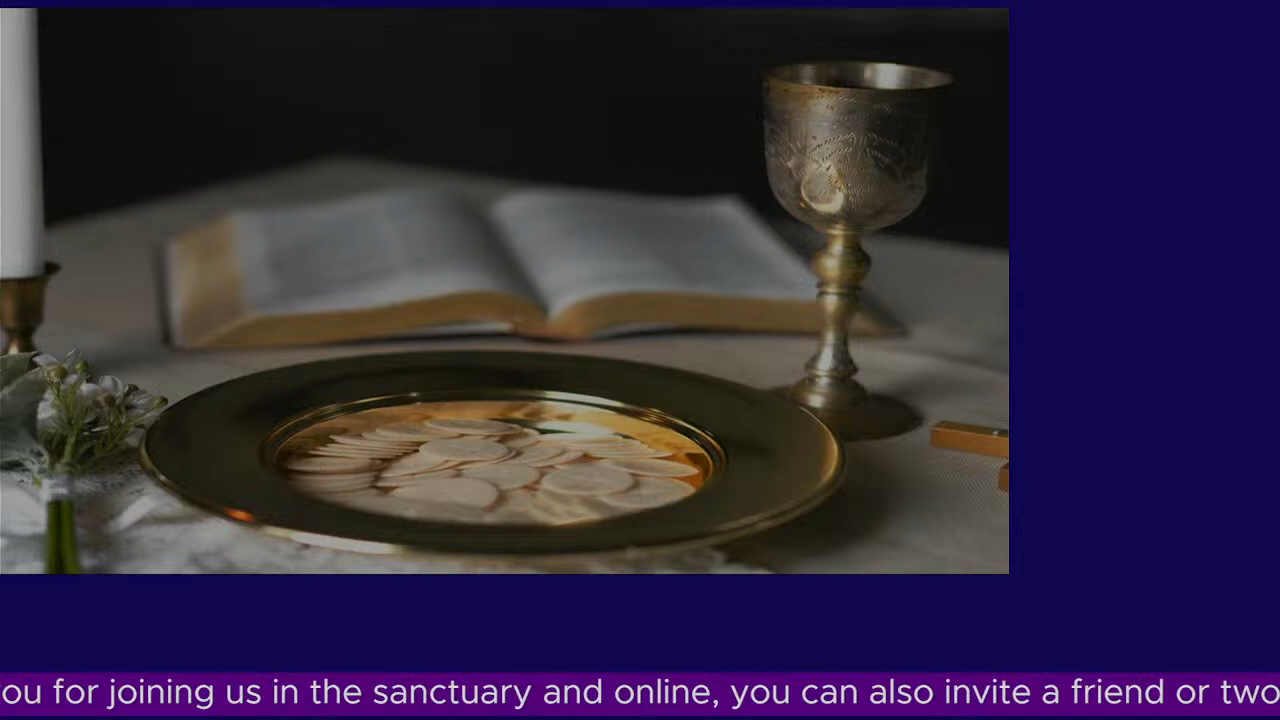 ou for joining us in the sanctuary and online, you can also invite a friend or two